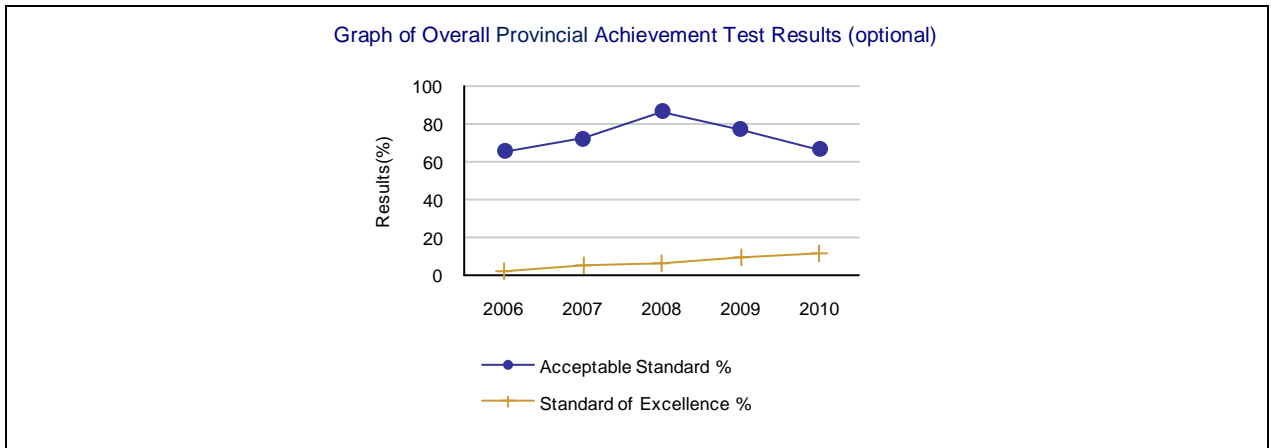 Graph of Overall Provincial Achievement Test Results (optional)
100
80
60
40
20
0
Results(%)
2006 2007 2008 2009 2010
Acceptable Standard %
Standard of Excellence %